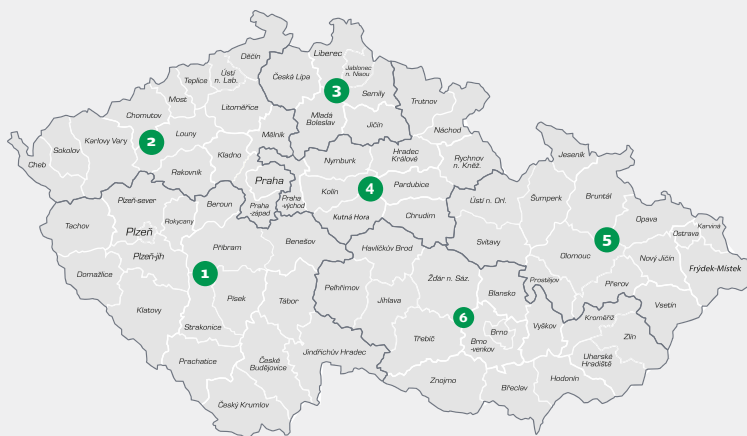 Děčín
Liberec
Ústí
n. Lab.
Teplice
Česká Lípa
Jablonec
n. Nisou
Most
3
Semily
Chomutov
Litoměřice
Trutnov
Mladá
Boleslav
Jičín
Sokolov
Karlovy Vary
2
Louny
Mělník
Náchod
Cheb
Kladno
Rakovník
Nymburk
Hradec
Králové
Rychnov
n. Kněž.
Jeseník
Praha
Kolín
4
Pardubice
Plzeň-sever
Beroun
Praha
-západ
Praha
-východ
Ústí n. Orl.
Šumperk
Bruntál
Tachov
Rokycany
Kutná Hora
Chrudim
Opava
Karviná
Plzeň
Ostrava
Příbram
Benešov
Havlíčkův Brod
Svitavy
5
Plzeň-jih
Olomouc
Nový Jičín
Domažlice
1
Frýdek-Místek
Žďár n. Sáz.
Prostějov
Přerov
Pelhřimov
Jihlava
Blansko
Klatovy
Písek
Tábor
Vsetín
6
Kroměříž
Strakonice
Třebíč
Brno
Vyškov
Zlín
Brno
-venkov
Jindřichův Hradec
Prachatice
České
Budějovice
Uherské
Hradiště
Znojmo
Hodonín
Břeclav
Český Krumlov